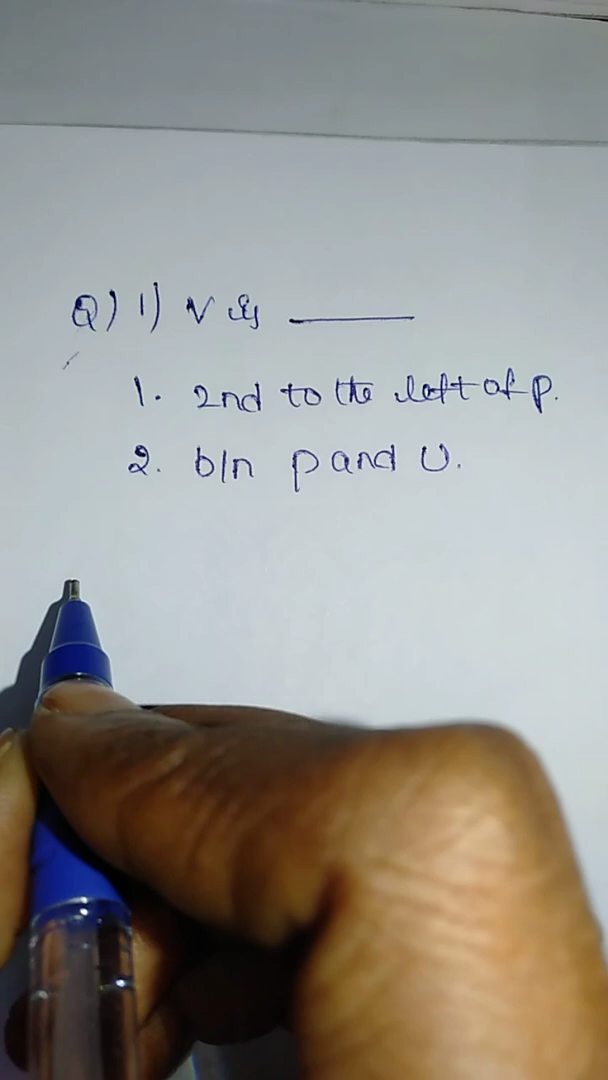 Q) 1) V is ______
1. 2nd to the left of P.
2. b/n P and U.